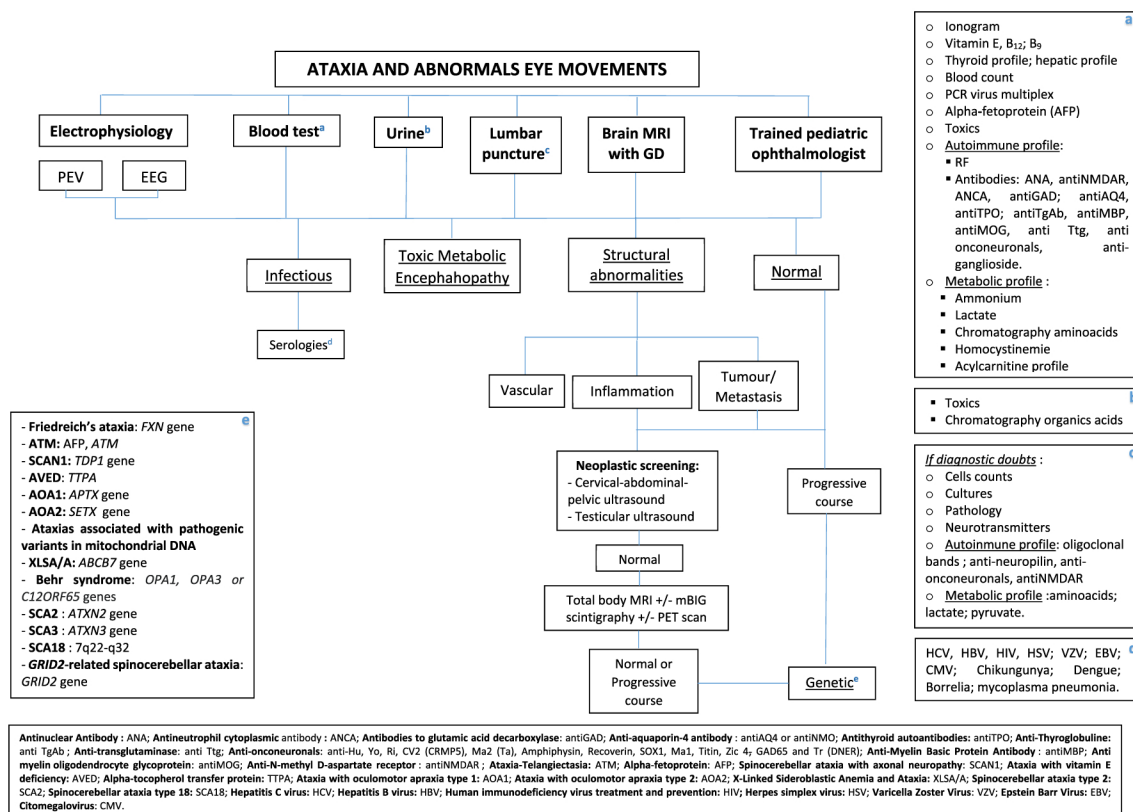 ATAXIA AND ABNORMALS EYE MOVEMENTS
Electrophysiology
Blood testa
Urineb
Lumbar
puncturec
Brain MRI
with GD
Trained pediatric
ophthalmologist
PEV
EEG
Infectious
Toxic Metabolic
Encephahopathy
Structural
abnormalities
Normal
Serologiesd
Vascular
Inflammation
Tumour/
Metastasis
Neoplastic screening:
- Cervical-abdominal-
pelvic ultrasound
- Testicular ultrasound
Progressive
course
Normal
Total body MRI +/- mBIG
scintigraphy +/- PET scan
Normal or
Progressive
course
Genetice
a
o Ionogram
o Vitamin E, B12; B9
o Thyroid profile; hepatic profile
o Blood count
o PCR virus multiplex
o Alpha-fetoprotein (AFP)
o Toxics
o Autoimmune profile:
▪ RF
▪ Antibodies: ANA, antiNMDAR,
ANCA, antiGAD; antiAQ4,
antiTPO; antiTgAb, antiMBP,
antiMOG, anti Ttg, anti
onconeuronals, anti-
ganglioside.
o Metabolic profile :
▪ Ammonium
▪ Lactate
▪ Chromatography aminoacids
▪ Homocystinemie
▪ Acylcarnitine profile
b
▪ Toxics
▪ Chromatography organics acids
c
If diagnostic doubts :
o Cells counts
o Cultures
o Pathology
o Neurotransmitters
o Autoinmune profile: oligoclonal
bands ; anti-neuropilin, anti-
onconeuronals, antiNMDAR
o Metabolic profile :aminoacids;
lactate; pyruvate.
d
HCV, HBV, HIV, HSV; VZV; EBV;
CMV; Chikungunya; Dengue;
Borrelia; mycoplasma pneumonia.
e
- Friedreich's ataxia: FXN gene
- ATM: AFP, ATM
- SCAN1: TDP1 gene
- AVED: TTPA
- AOA1: APTX gene
- AOA2: SETX gene
- Ataxias associated with pathogenic
variants in mitochondrial DNA
- XLSA/A: ABCB7 gene
- Behr syndrome: OPA1, OPA3 or
C12ORF65 genes
- SCA2 : ATXN2 gene
- SCA3 : ATXN3 gene
- SCA18 : 7q22-q32
- GRID2-related spinocerebellar ataxia:
GRID2 gene
Antinuclear Antibody : ANA; Antineutrophil cytoplasmic antibody : ANCA; Antibodies to glutamic acid decarboxylase: antiGAD; Anti-aquaporin-4 antibody : antiAQ4 or antiNMO; Antithyroid autoantibodies: antiTPO; Anti-Thyroglobuline:
anti TgAb ; Anti-transglutaminase: anti Ttg; Anti-onconeuronals: anti-Hu, Yo, Ri, CV2 (CRMP5), Ma2 (Ta), Amphiphysin, Recoverin, SOX1, Ma1, Titin, Zic 4, GAD65 and Tr (DNER); Anti-Myelin Basic Protein Antibody : antiMBP; Anti
myelin oligodendrocyte glycoprotein: antiMOG; Anti-N-methyl D-aspartate receptor : antiNMDAR ; Ataxia-Telangiectasia: ATM; Alpha-fetoprotein: AFP; Spinocerebellar ataxia with axonal neuropathy: SCAN1; Ataxia with vitamin E
deficiency: AVED; Alpha-tocopherol transfer protein: TTPA; Ataxia with oculomotor apraxia type 1: AOA1; Ataxia with oculomotor apraxia type 2: AOA2; X-Linked Sideroblastic Anemia and Ataxia: XLSA/A; Spinocerebellar ataxia type 2:
SCA2; Spinocerebellar ataxia type 18: SCA18; Hepatitis C virus: HCV; Hepatitis B virus: HBV; Human immunodeficiency virus treatment and prevention: HIV; Herpes simplex virus: HSV; Varicella Zoster Virus: VZV; Epstein Barr Virus: EBV;
Citomegalovirus: CMV.